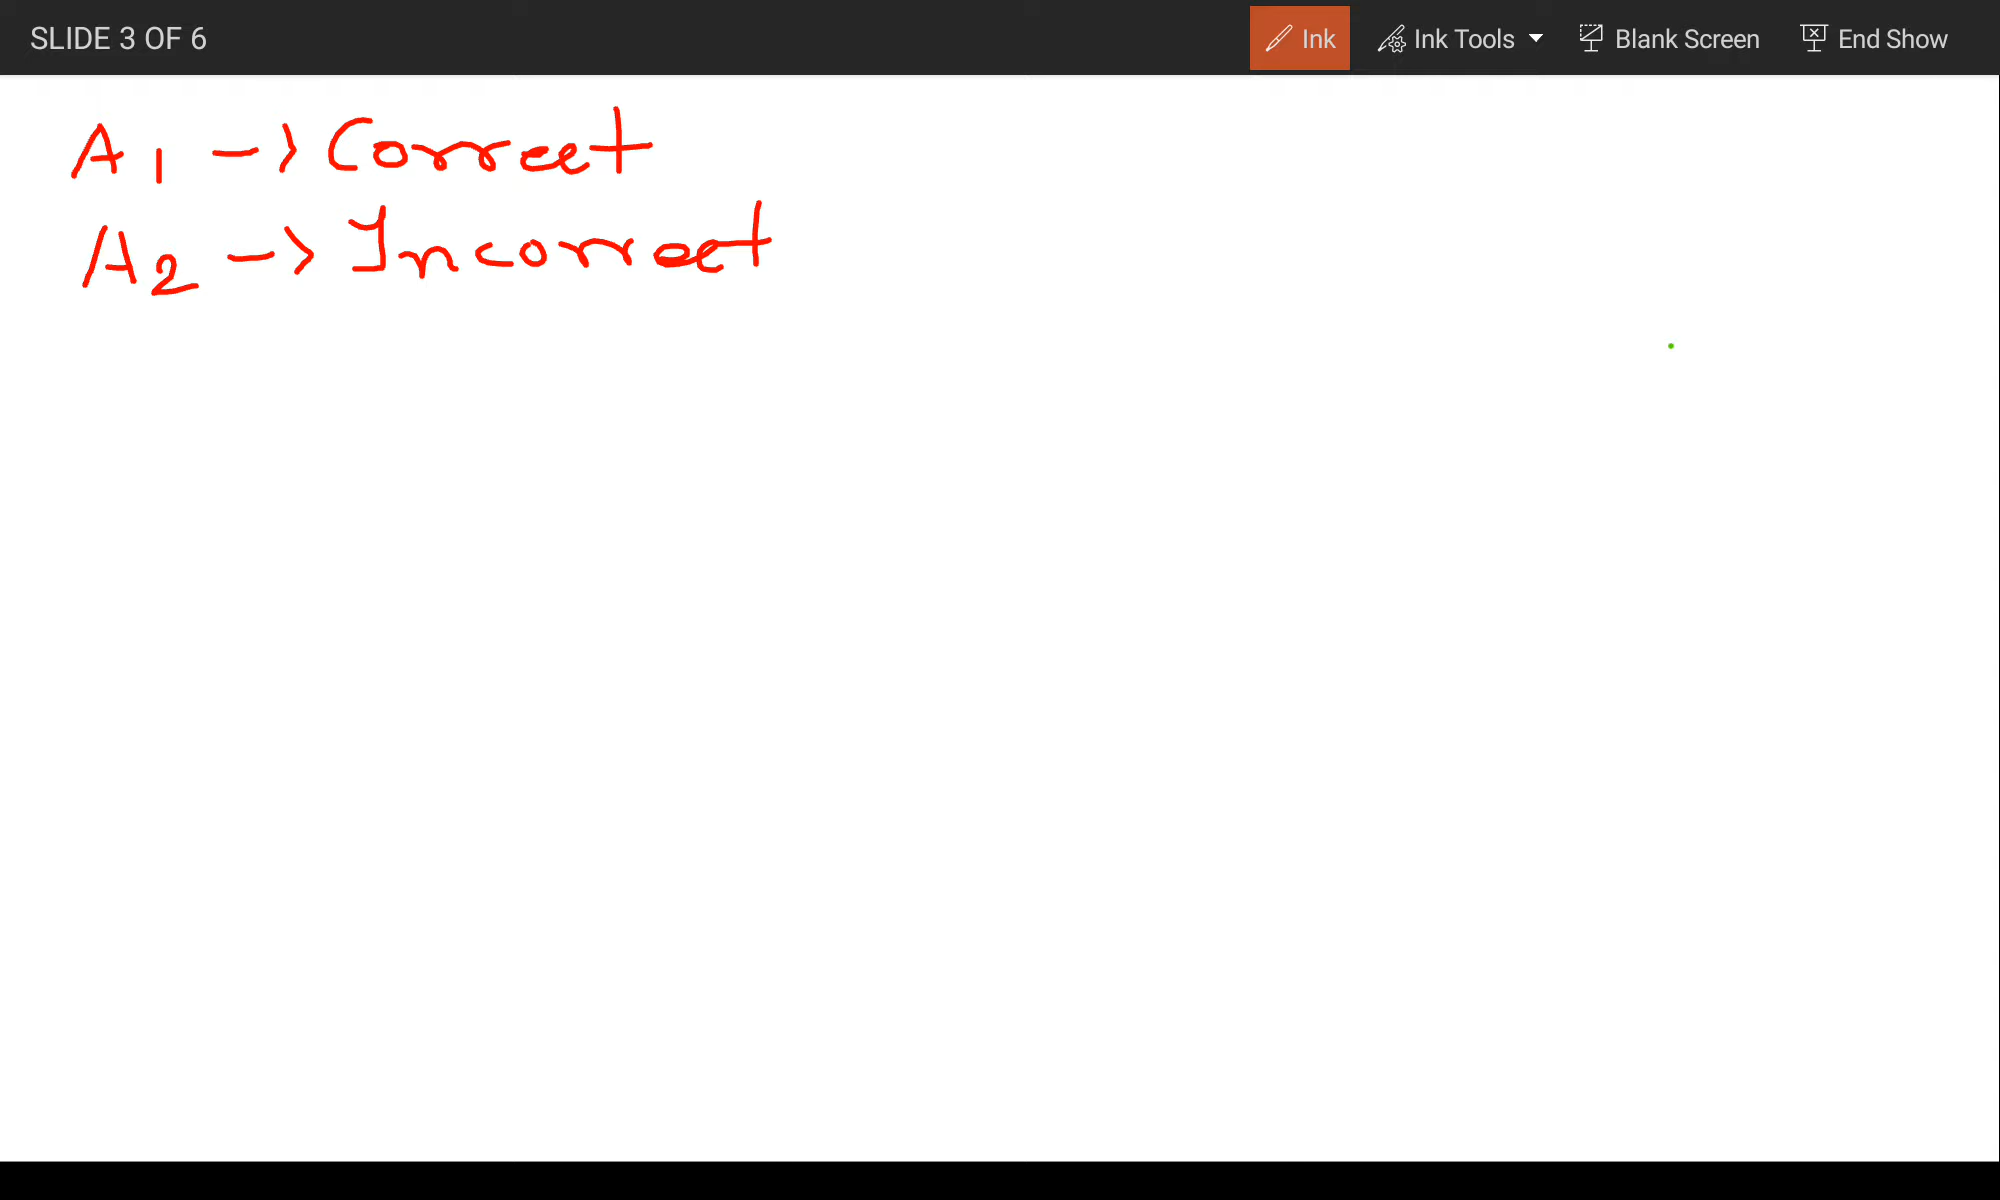 SLIDE 3 OF 6 Ink Ink Tools Blank Screen End Show
A1 -> Correct
A2 -> Incorrect